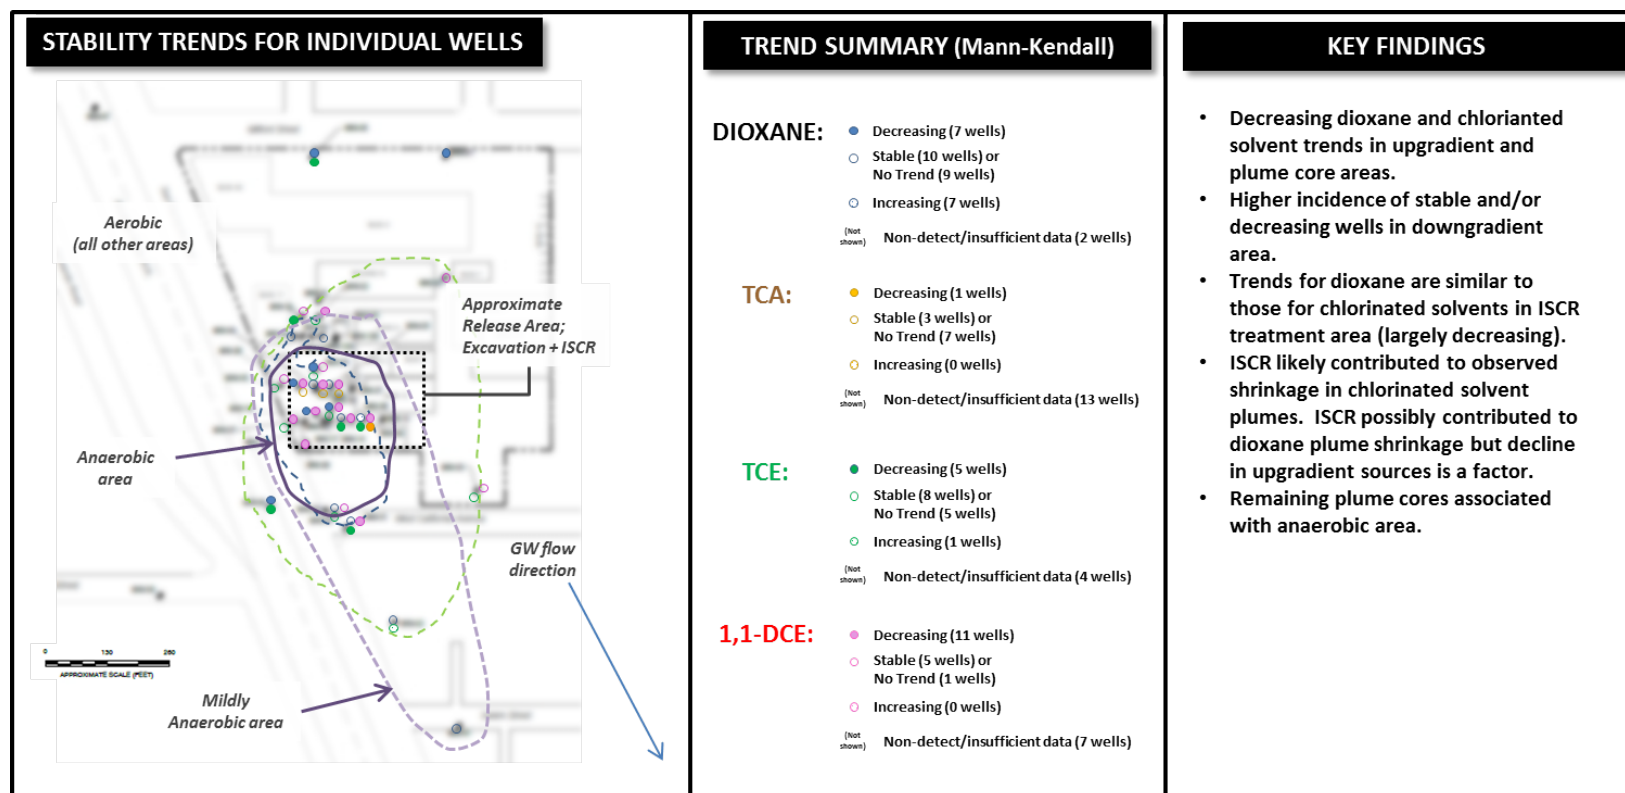 STABILITY TRENDS FOR INDIVIDUAL WELLS
Aerobic
(all other areas)
Approximate
Release Area;
Excavation + ISCR
Anaerobic
area
GW flow
direction
Mildly
Anaerobic area
0 130 260
APPROXIMATE SCALE (FEET)
TREND SUMMARY (Mann-Kendall)
DIOXANE:
Decreasing (7 wells)
Stable (10 wells) or
No Trend (9 wells)
Increasing (7 wells)
(Not
shown)
Non-detect/insufficient data (2 wells)
TCA:
Decreasing (1 wells)
Stable (3 wells) or
No Trend (7 wells)
Increasing (0 wells)
(Not
shown)
Non-detect/insufficient data (13 wells)
TCE:
Decreasing (5 wells)
Stable (8 wells) or
No Trend (5 wells)
Increasing (1 wells)
(Not
shown)
Non-detect/insufficient data (4 wells)
1,1-DCE:
Decreasing (11 wells)
Stable (5 wells) or
No Trend (1 wells)
Increasing (0 wells)
(Not
shown)
Non-detect/insufficient data (7 wells)
KEY FINDINGS
• Decreasing dioxane and chlorianted
solvent trends in upgradient and
plume core areas.
• Higher incidence of stable and/or
decreasing wells in downgradient
area.
• Trends for dioxane are similar to
those for chlorinated solvents in ISCR
treatment area (largely decreasing).
• ISCR likely contributed to observed
shrinkage in chlorinated solvent
plumes. ISCR possibly contributed to
dioxane plume shrinkage but decline
in upgradient sources is a factor.
• Remaining plume cores associated
with anaerobic area.